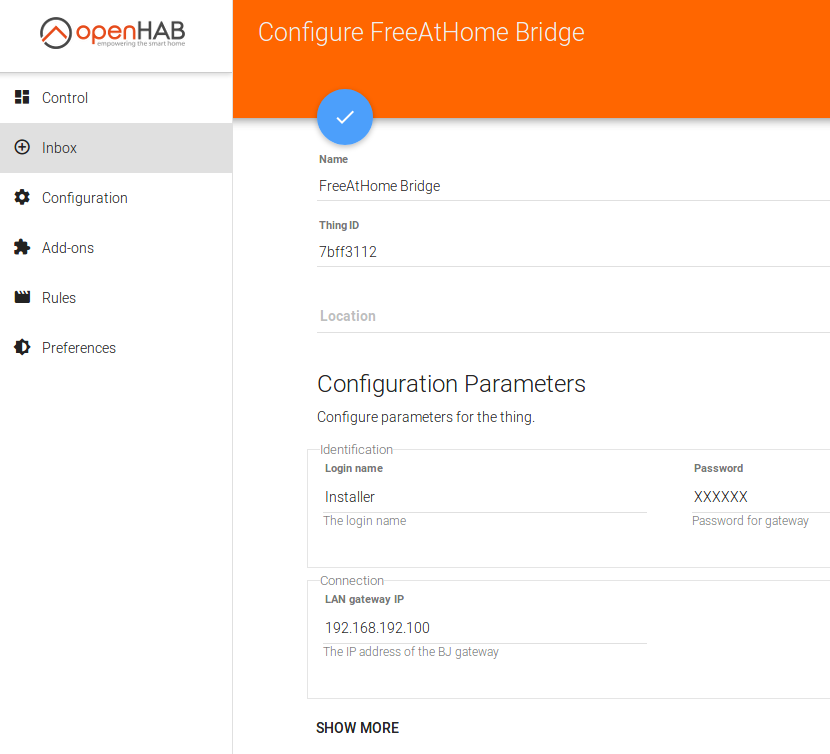 openHAB
empowering the smart home
Control
Inbox
Configuration
Add-ons
Rules
Preferences
Configure FreeAtHome Bridge
Name
FreeAtHome Bridge
Thing ID
7bff3112
Location
Configuration Parameters
Configure parameters for the thing.
Identification
Login name
Installer
The login name
Password
XXXXXX
Password for gateway
Connection
LAN gateway IP
192.168.192.100
The IP address of the BJ gateway
SHOW MORE